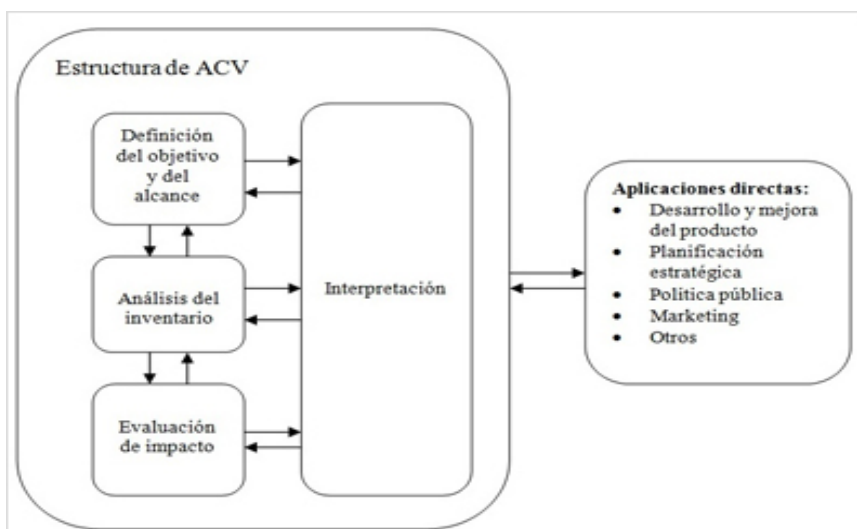 Estructura de ACV
Definición
del objetivo
y del
alcance
Análisis del
inventario
Evaluación
de impacto
Interpretación
Aplicaciones directas:
• Desarrollo y mejora
del producto
• Planificación
estratégica
• Política pública
• Marketing
• Otros